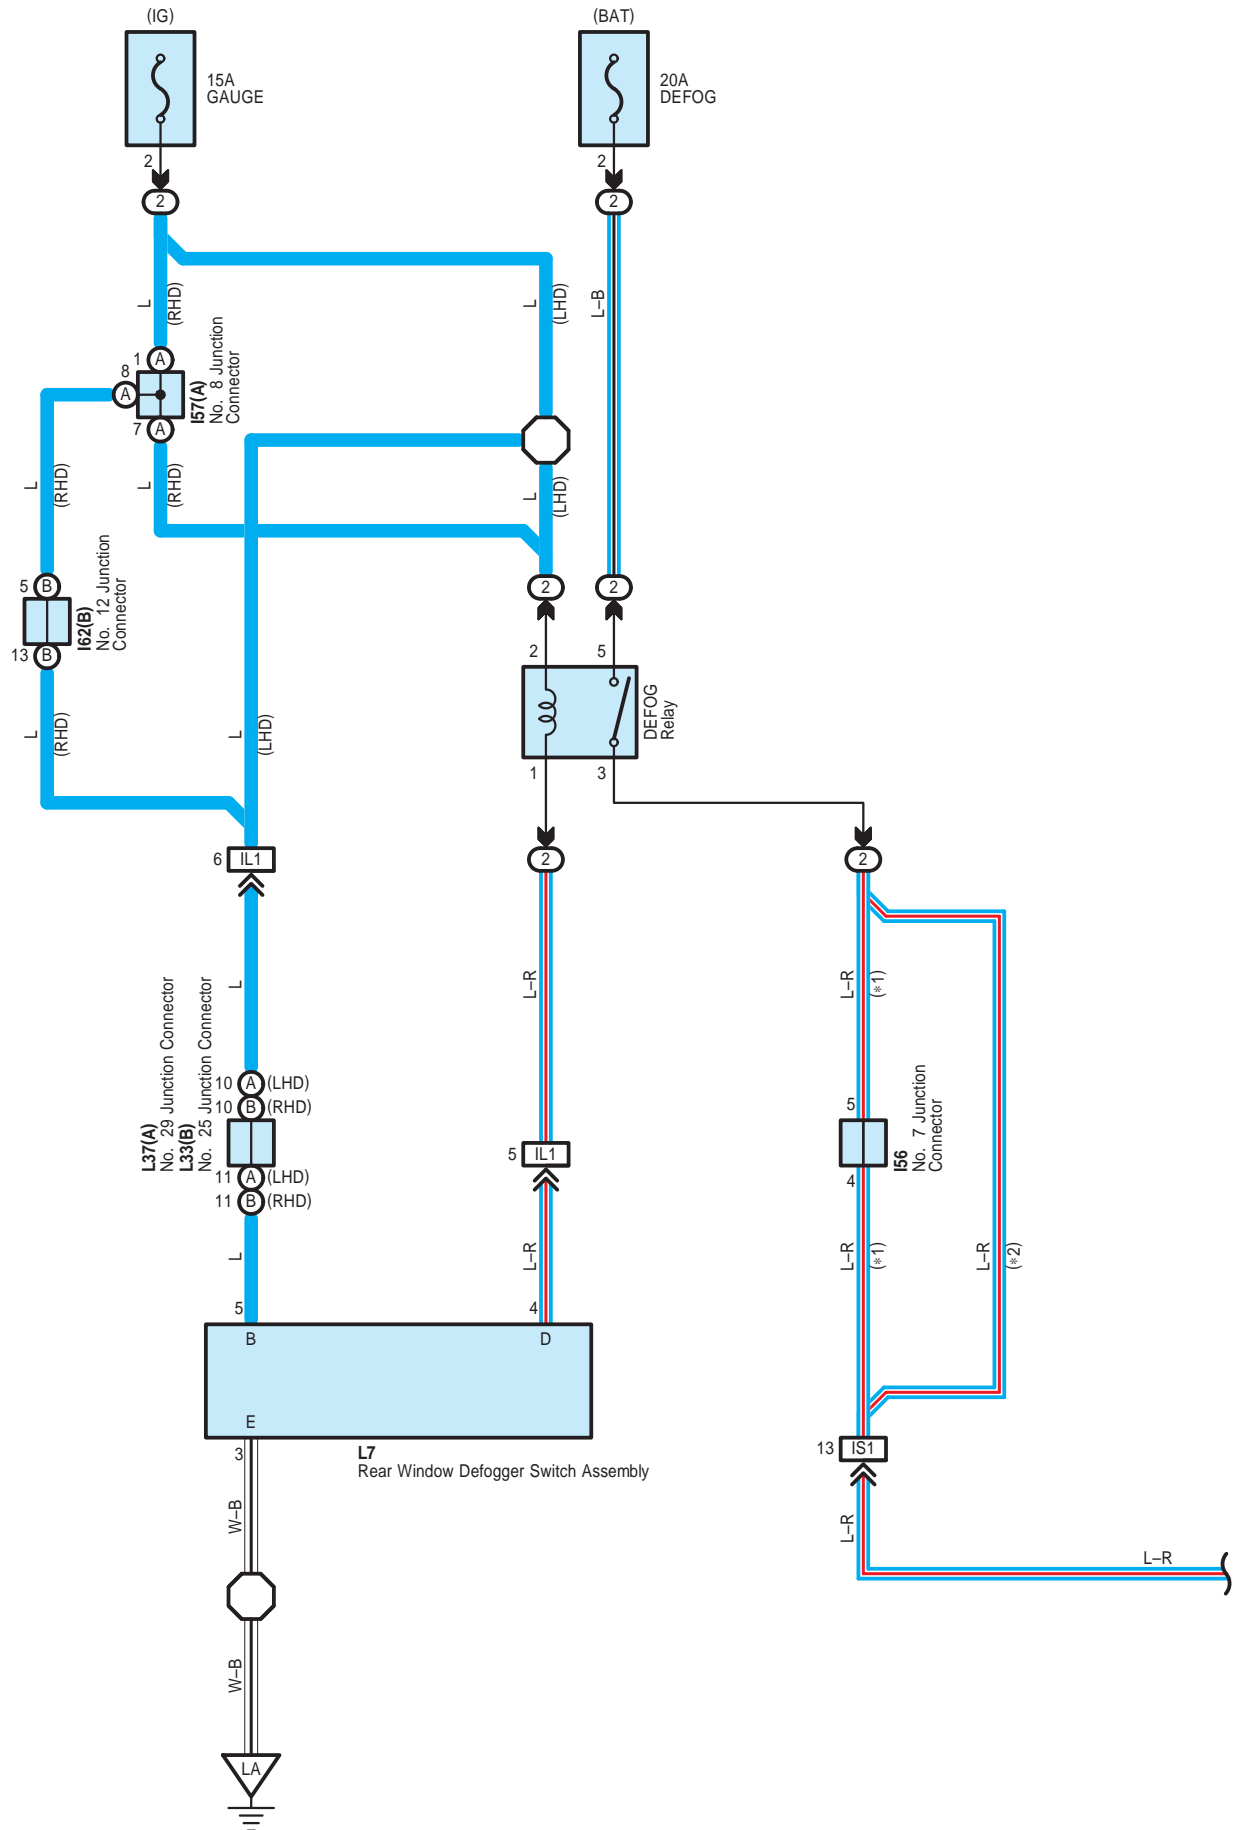 (IG)
(BAT)
15A
GAUGE
20A
DEFOG
2
2
2
2
L
(RHD)
L
(LHD)
L–B
1 A
8
A
7 A
I57(A)
No. 8 Junction
Connector
L
(RHD)
L
(RHD)
L
(LHD)
5 B
13 B
I62(B)
No. 12 Junction
Connector
2
2
2
5
DEFOG
Relay
1
3
L
(RHD)
L
(LHD)
6 IL1
2
2
L
L–R
L–R
(*1)
L37(A)
No. 29 Junction Connector
L33(B)
No. 25 Junction Connector
10 A (LHD)
10 B (RHD)
11 A (LHD)
11 B (RHD)
5 IL1
5
4
I56
No. 7 Junction
Connector
L
L–R
L–R
(*1)
L–R
(*2)
5
4
B
D
E
3
L7
Rear Window Defogger Switch Assembly
13 IS1
W–B
L–R
L–R
W–B
LA